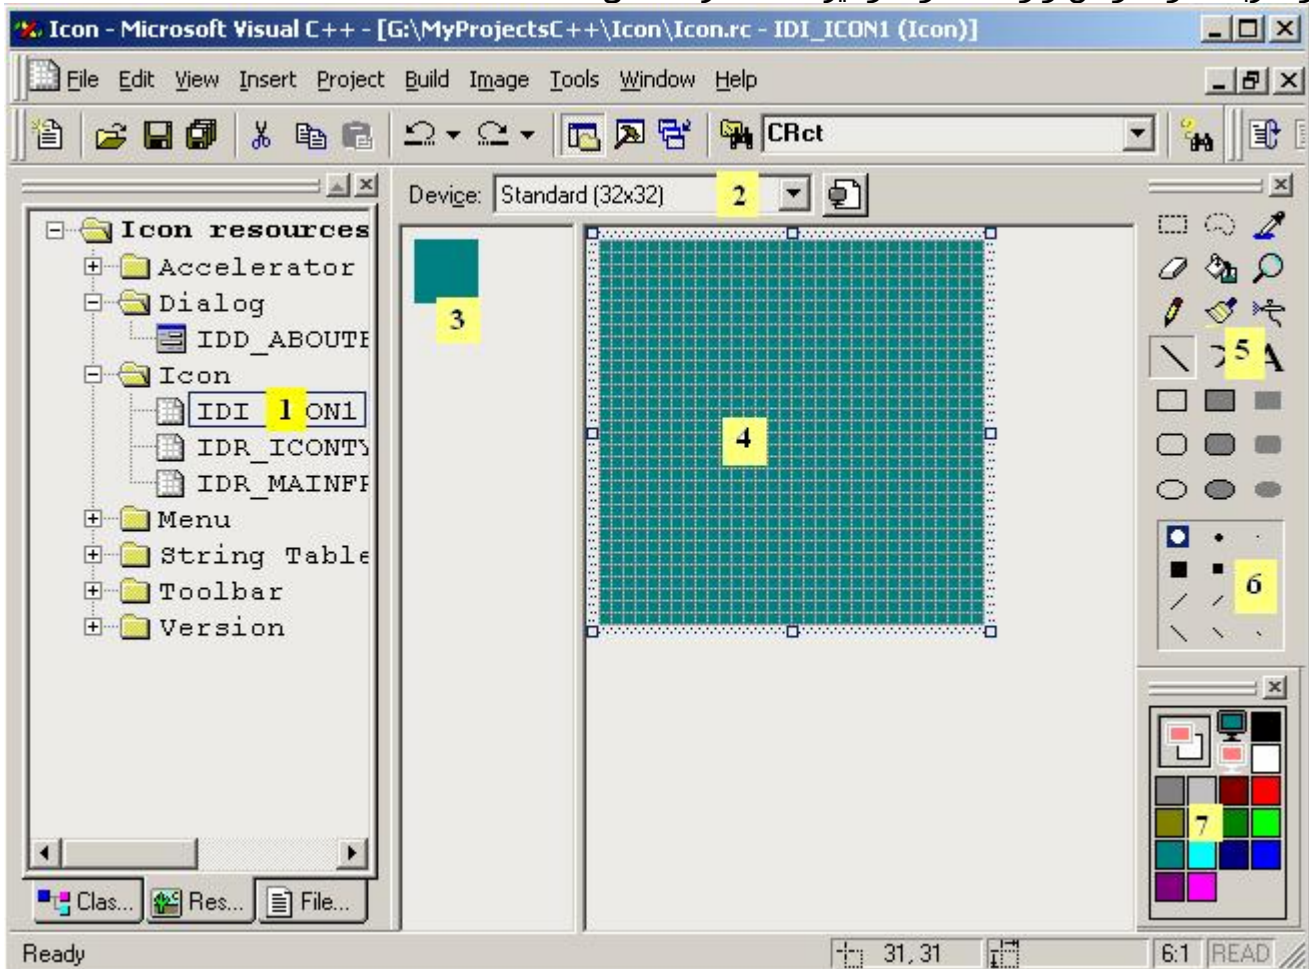 Icon - Microsoft Visual C++ - [G:\MyProjectsC++\Icon\Icon.rc - IDI_ICON1 (Icon)]
File Edit View Insert Project Build Image Tools Window Help
CRct
Device: Standard (32x32) 2
Icon resources
Accelerator
Dialog
IDD_ABOUTB
Icon
IDI 1 ON1
IDR_ICONTY
IDR_MAINFR
Menu
String Table
Toolbar
Version
3
4
5 A
6
7
Clas... Res... File...
Ready 31, 31 6:1 READ